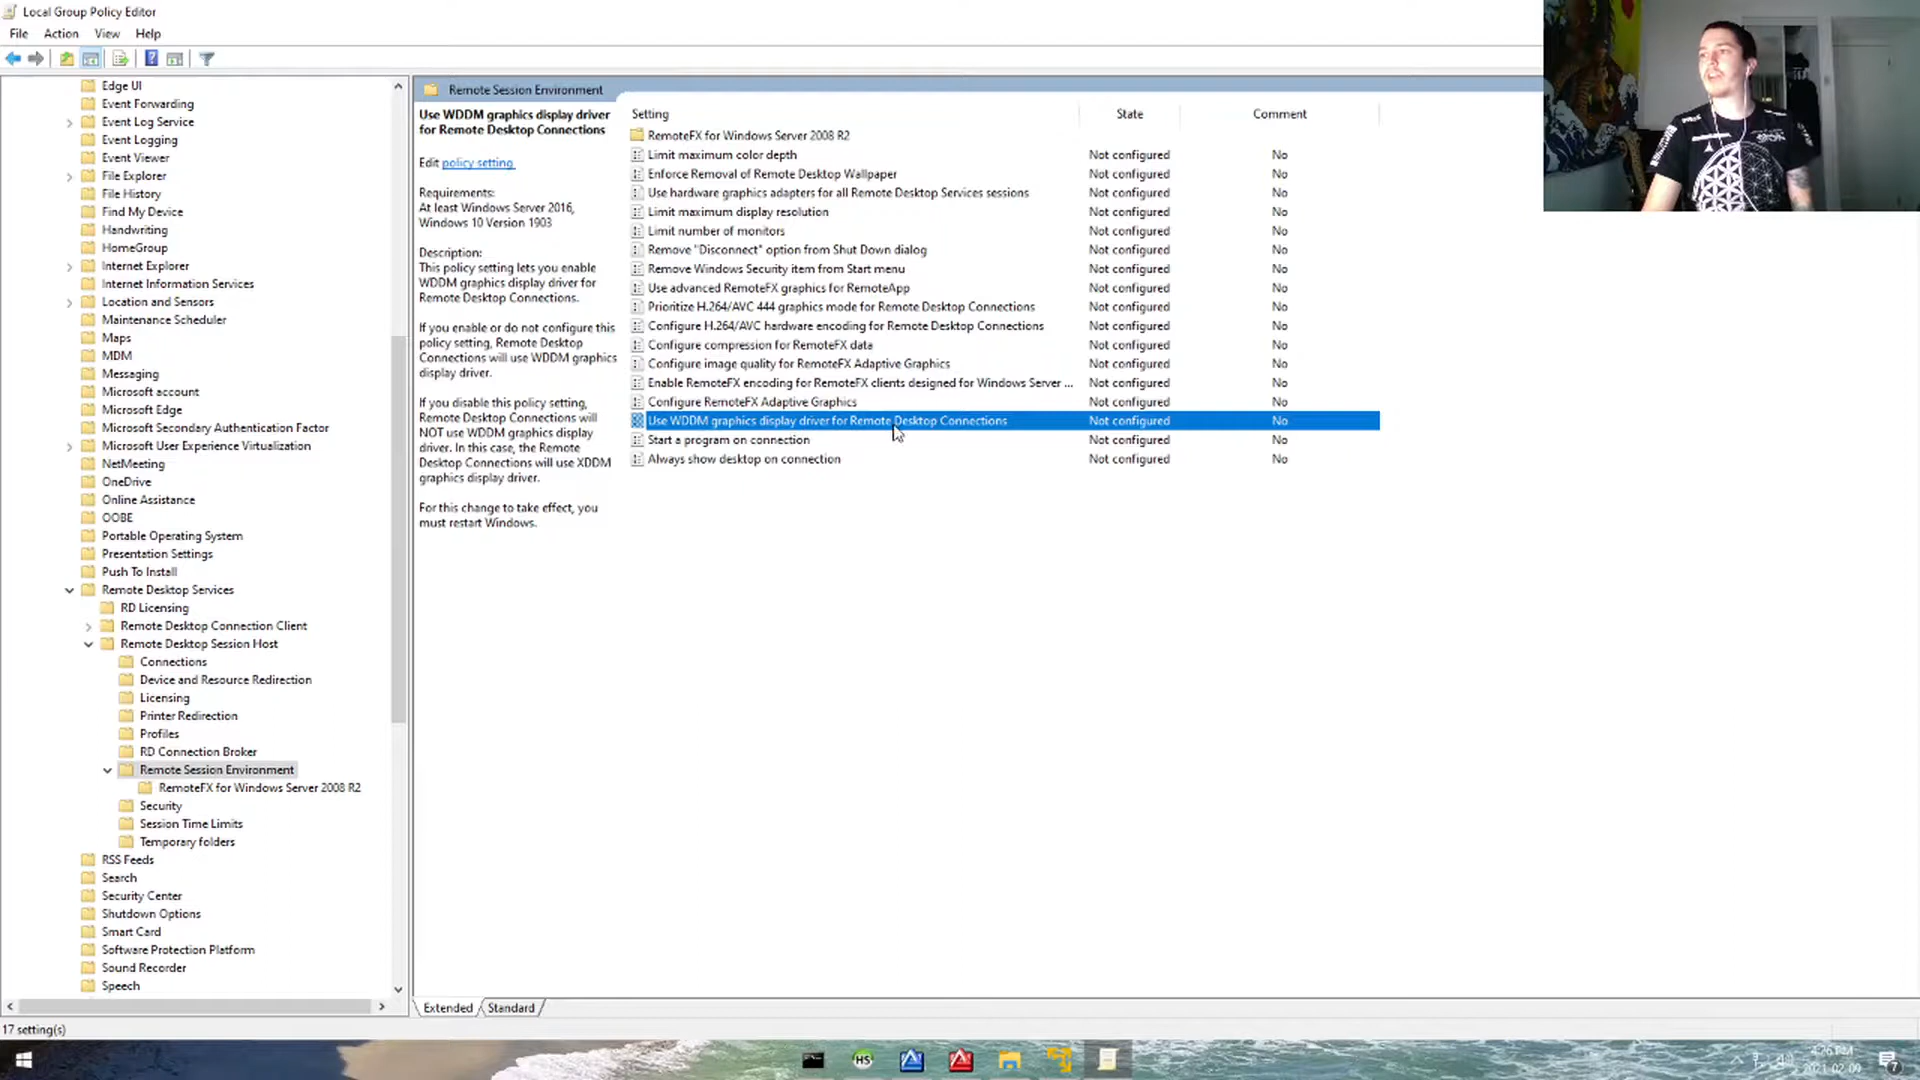 Local Group Policy Editor
File Action View Help
Edge UI
Event Forwarding
Event Log Service
Event Logging
Event Viewer
File Explorer
File History
Find My Device
Handwriting
HomeGroup
Internet Explorer
Internet Information Services
Location and Sensors
Maintenance Scheduler
Maps
MDM
Messaging
Microsoft account
Microsoft Edge
Microsoft Secondary Authentication Factor
Microsoft User Experience Virtualization
NetMeeting
OneDrive
Online Assistance
OOBE
Portable Operating System
Presentation Settings
Push To Install
Remote Desktop Services
RD Licensing
Remote Desktop Connection Client
Remote Desktop Session Host
Connections
Device and Resource Redirection
Licensing
Printer Redirection
Profiles
RD Connection Broker
Remote Session Environment
RemoteFX for Windows Server 2008 R2
Security
Session Time Limits
Temporary folders
RSS Feeds
Search
Security Center
Shutdown Options
Smart Card
Software Protection Platform
Sound Recorder
Speech
Remote Session Environment
Use WDDM graphics display driver
for Remote Desktop Connections
Edit policy setting
Requirements:
At least Windows Server 2016,
Windows 10 Version 1903
Description:
This policy setting lets you enable
WDDM graphics display driver for
Remote Desktop Connections.
If you enable or do not configure this
policy setting, Remote Desktop
Connections will use WDDM graphics
display driver.
If you disable this policy setting,
Remote Desktop Connections will
NOT use WDDM graphics display
driver. In this case, the Remote
Desktop Connections will use XDDM
graphics display driver.
For this change to take effect, you
must restart Windows.
Setting State Comment
RemoteFX for Windows Server 2008 R2
Limit maximum color depth Not configured No
Enforce Removal of Remote Desktop Wallpaper Not configured No
Use hardware graphics adapters for all Remote Desktop Services sessions Not configured No
Limit maximum display resolution Not configured No
Limit number of monitors Not configured No
Remove "Disconnect" option from Shut Down dialog Not configured No
Remove Windows Security item from Start menu Not configured No
Use advanced RemoteFX graphics for RemoteApp Not configured No
Prioritize H.264/AVC 444 graphics mode for Remote Desktop Connections Not configured No
Configure H.264/AVC hardware encoding for Remote Desktop Connections Not configured No
Configure compression for RemoteFX data Not configured No
Configure image quality for RemoteFX Adaptive Graphics Not configured No
Enable RemoteFX encoding for RemoteFX clients designed for Windows Server ... Not configured No
Configure RemoteFX Adaptive Graphics Not configured No
Use WDDM graphics display driver for Remote Desktop Connections Not configured No
Start a program on connection Not configured No
Always show desktop on connection Not configured No
Extended Standard
17 setting(s)
HS
4:26 PM
2021-02-09
7